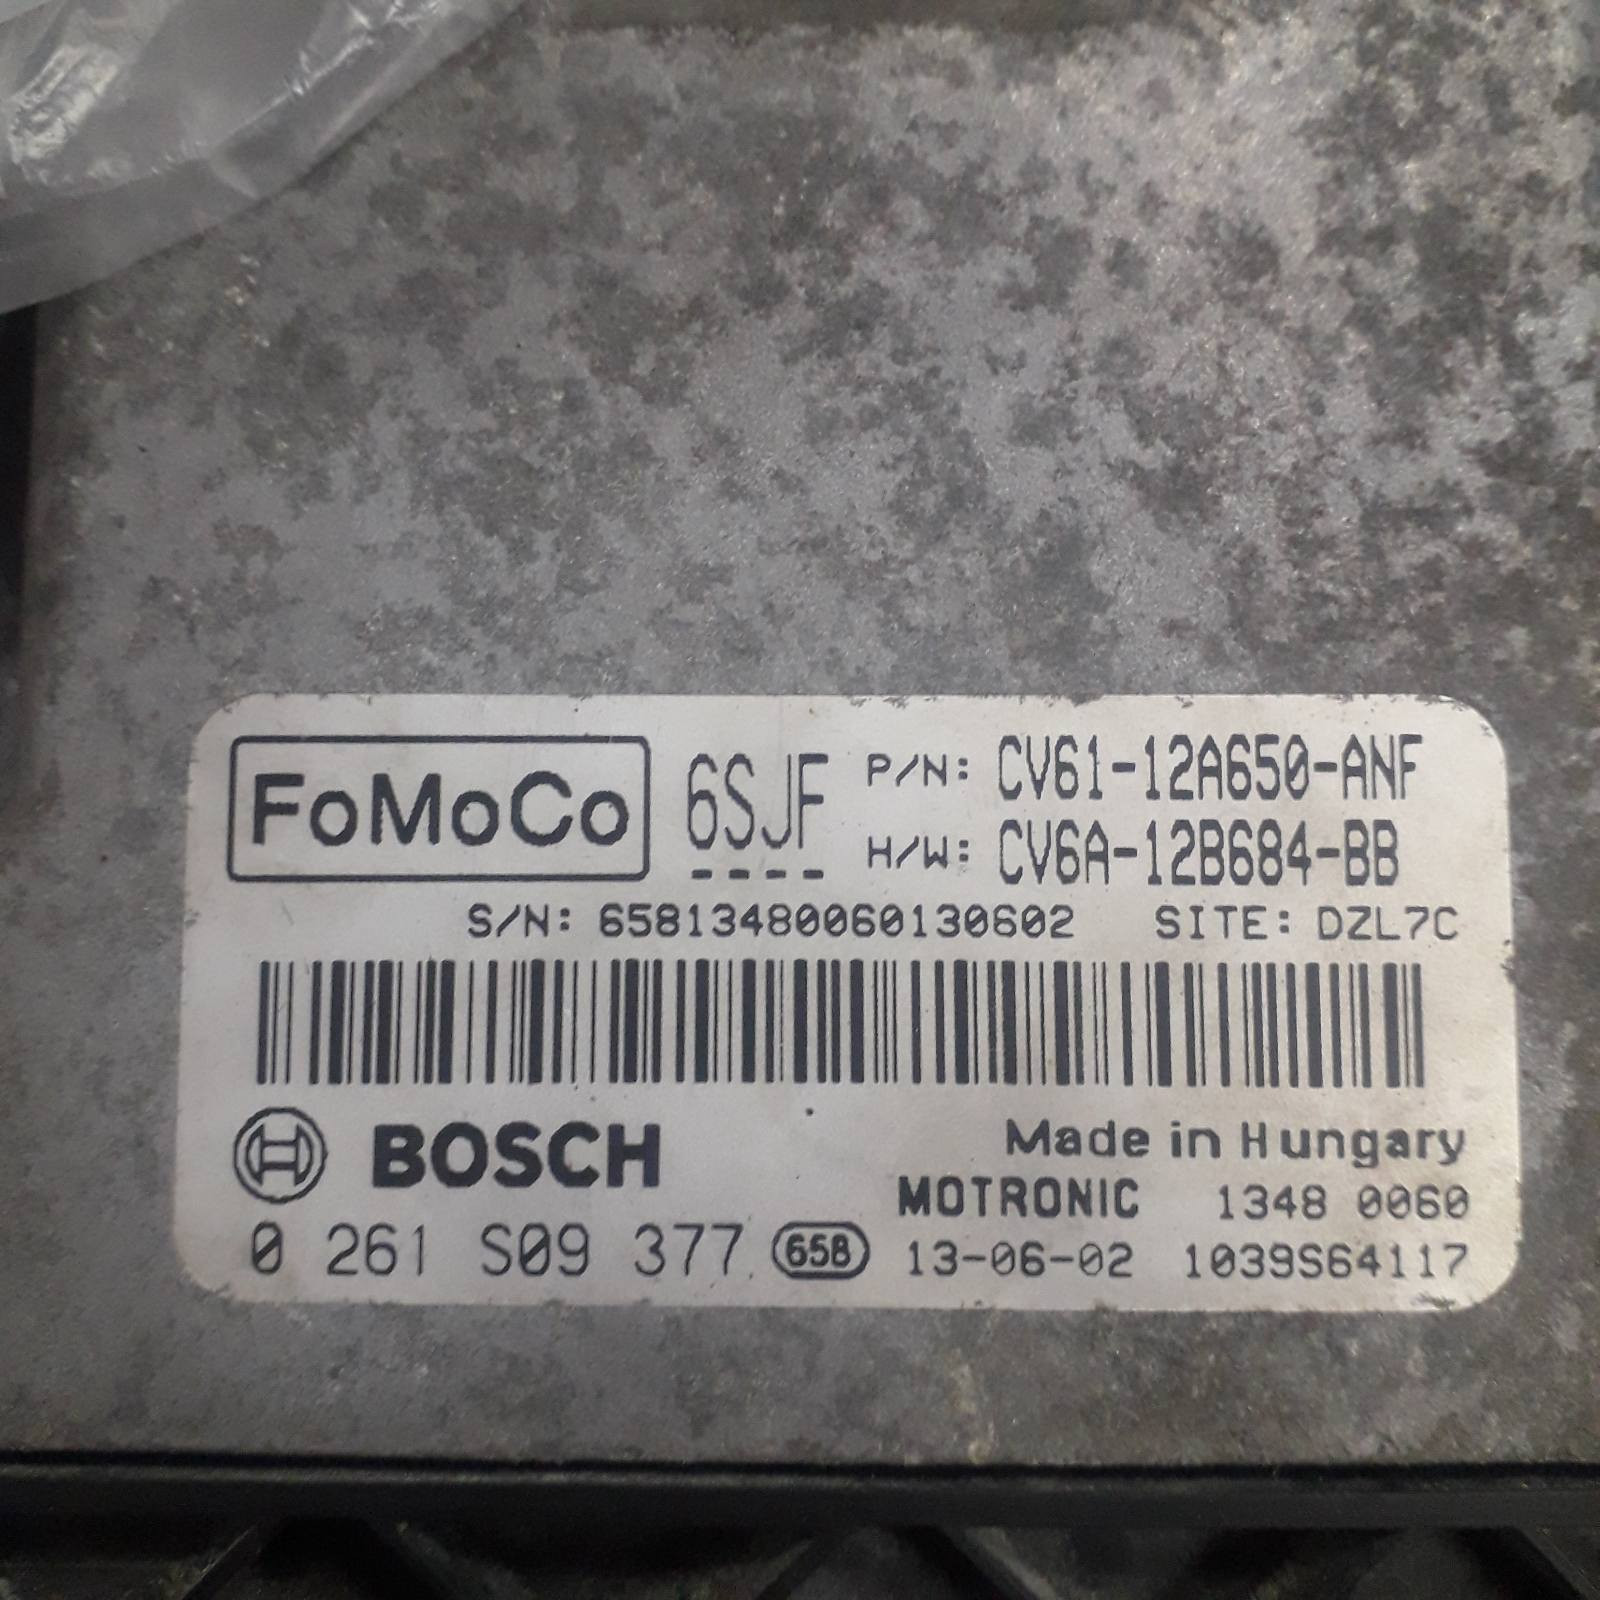 FoMoCo 6SJF P/N: CV61-12A650-ANF
H/W: CV6A-12B684-BB
S/N: 65813480060130602 SITE: DZL7C
BOSCH Made in Hungary
MOTRONIC 1348 0060
0 261 S09 377 658 13-06-02 1039S64117